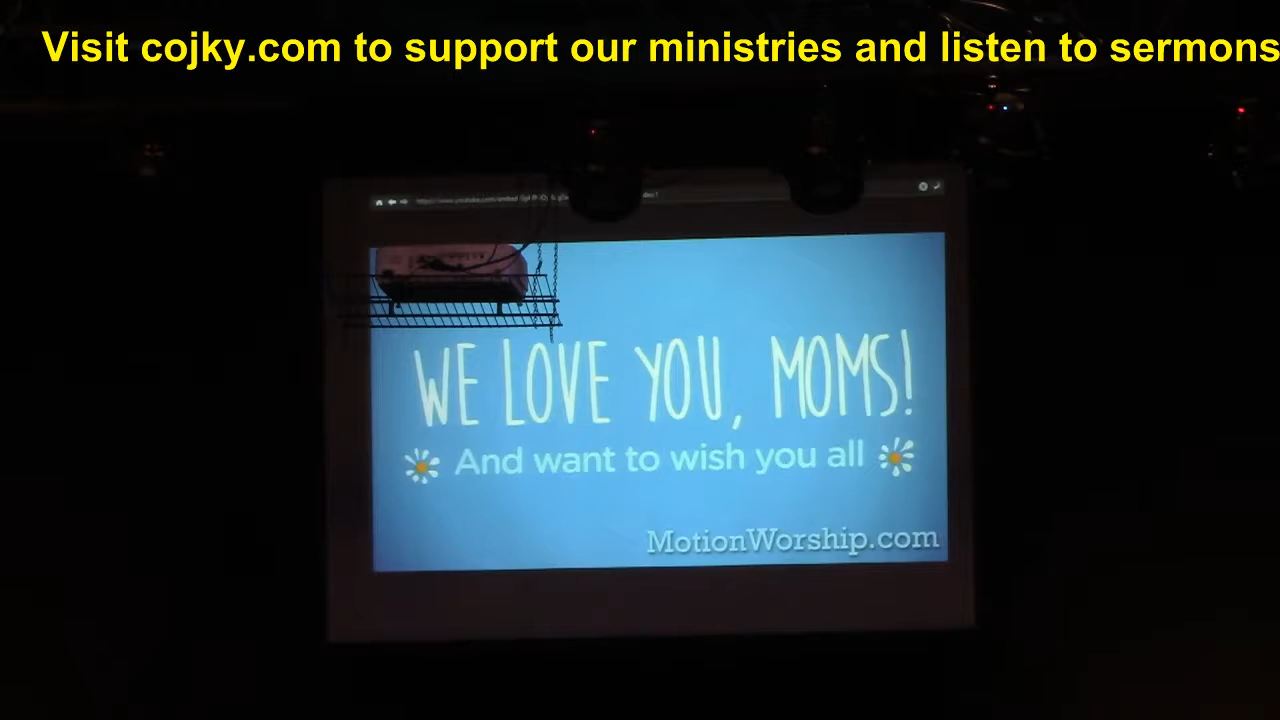 Visit cojky.com to support our ministries and listen to sermons
WE LOVE YOU, MOMS!
And want to wish you all
MotionWorship.com